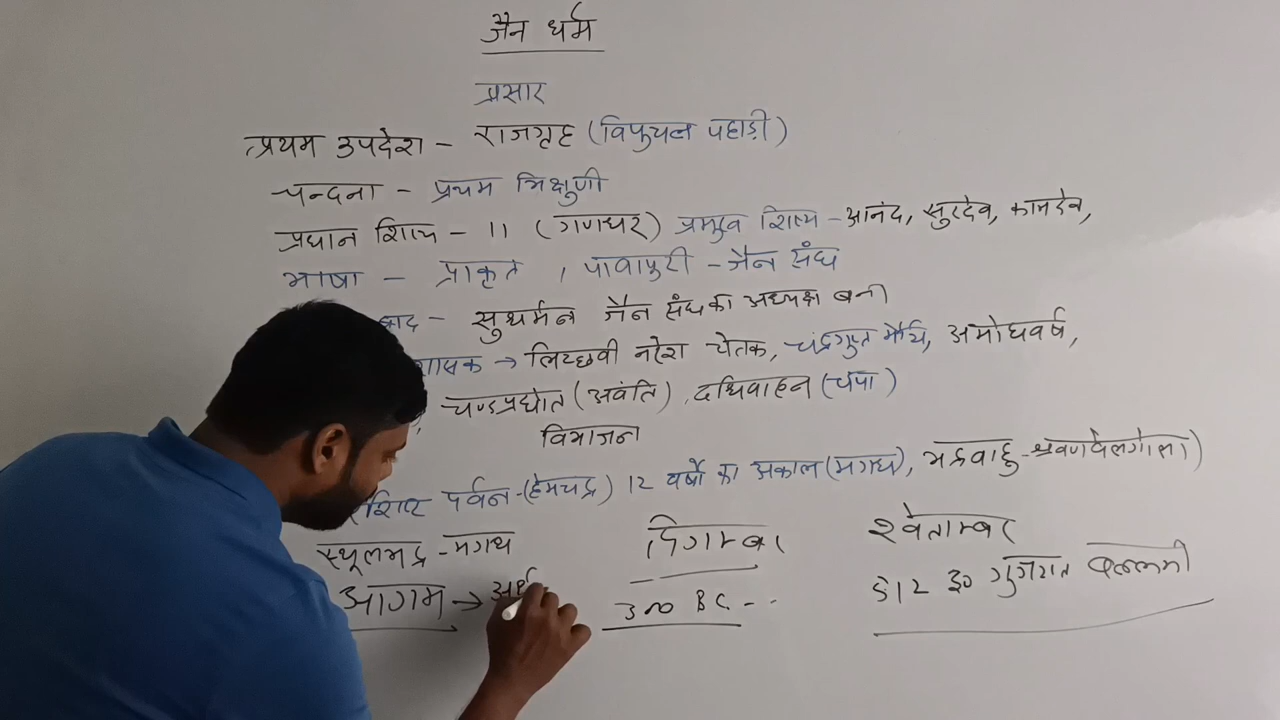 जैन धर्म
प्रसार
प्रथम उपदेश - राजगृह (विपुचल पहाड़ी)
चन्दना - प्रथम भिक्षुणी
प्रधान शिष्य - 11 (गणधर) प्रमुख शिष्य - आनंद, सुरदेव, कामदेव,
भाषा - प्राकृत, पावापुरी - जैन संघ
बाद - सुधर्मन जैन संघ का अध्यक्ष बना
शासक → लिच्छवी नरेश चेतक, चंद्रगुप्त मौर्य, अमोघवर्ष,
चण्डप्रद्योत (अवंति), दधिवाहन (चंपा)
विभाजन
पर्वन - (हेमचंद्र) 12 वर्षो का अकाल (मगध), भद्रवाहु - श्रवणवेलगोला)
स्थूलभद्र - मगध
दिगम्बर
श्वेताम्बर
आगम →
300 BC - -
512 ई० गुजरात वल्लभी